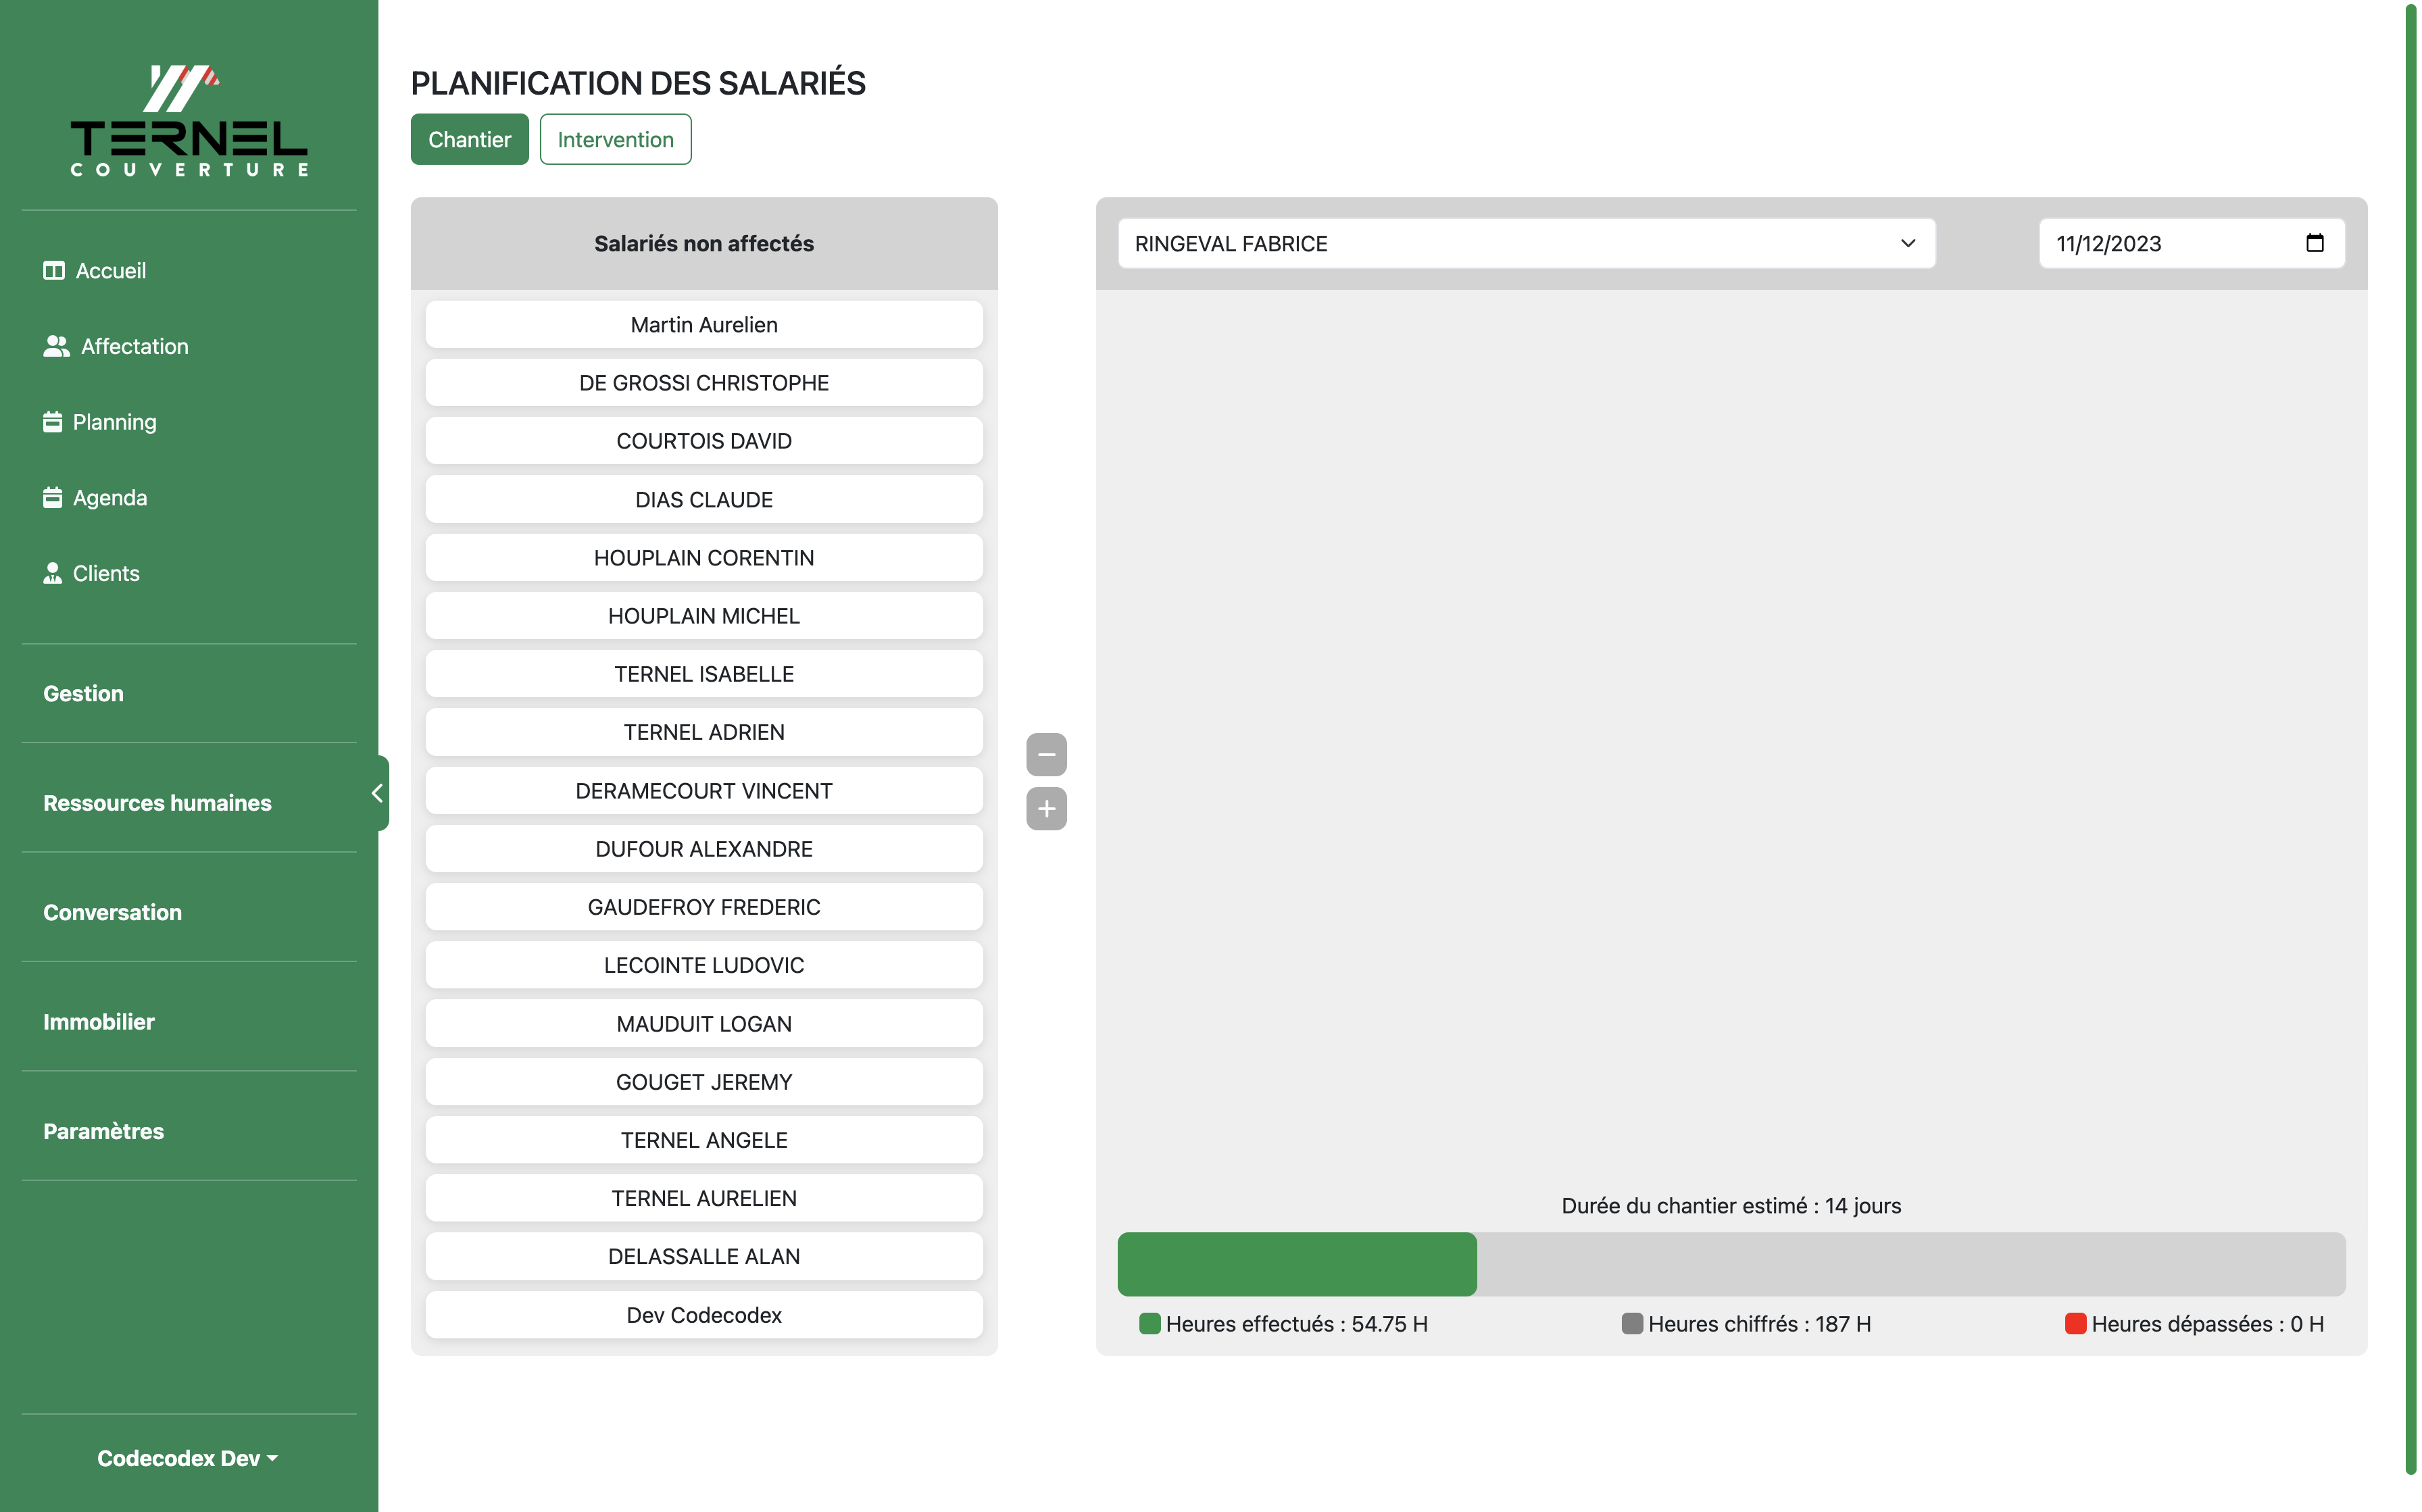 TERNEL
COUVERTURE
Accueil
Affectation
Planning
Agenda
Clients
Gestion
Ressources humaines
Conversation
Immobilier
Paramètres
Codecodex Dev
PLANIFICATION DES SALARIÉS
Chantier
Intervention
Salariés non affectés
Martin Aurelien
DE GROSSI CHRISTOPHE
COURTOIS DAVID
DIAS CLAUDE
HOUPLAIN CORENTIN
HOUPLAIN MICHEL
TERNEL ISABELLE
TERNEL ADRIEN
DERAMECOURT VINCENT
DUFOUR ALEXANDRE
GAUDEFROY FREDERIC
LECOINTE LUDOVIC
MAUDUIT LOGAN
GOUGET JEREMY
TERNEL ANGELE
TERNEL AURELIEN
DELASSALLE ALAN
Dev Codecodex
RINGEVAL FABRICE
11/12/2023
Durée du chantier estimé : 14 jours
Heures effectués : 54.75 H
Heures chiffrés : 187 H
Heures dépassées : 0 H